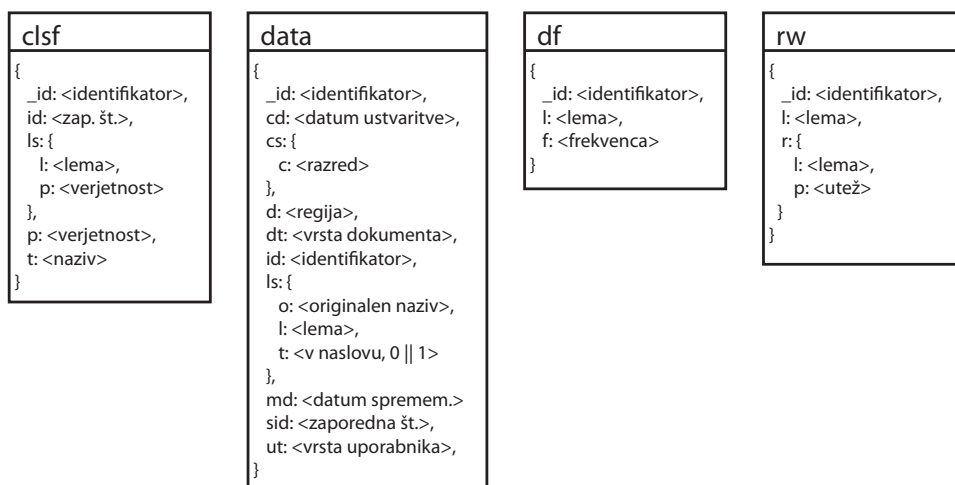 clsf
{
_id: <identifikator>,
id: <zap. št.>,
ls: {
l: <lema>,
p: <verjetnost>
},
p: <verjetnost>,
t: <naziv>
}
data
{
_id: <identifikator>,
cd: <datum ustvaritve>,
cs: {
c: <razred>
},
d: <regija>,
dt: <vrsta dokumenta>,
id: <identifikator>,
ls: {
o: <originalen naziv>,
l: <lema>,
t: <v naslovu, 0 || 1>
},
md: <datum spremem.>
sid: <zaporedna št.>,
ut: <vrsta uporabnika>,
}
df
{
_id: <identifikator>,
l: <lema>,
f: <frekvenca>
}
rw
{
_id: <identifikator>,
l: <lema>,
r: {
l: <lema>,
p: <utež>
}
}